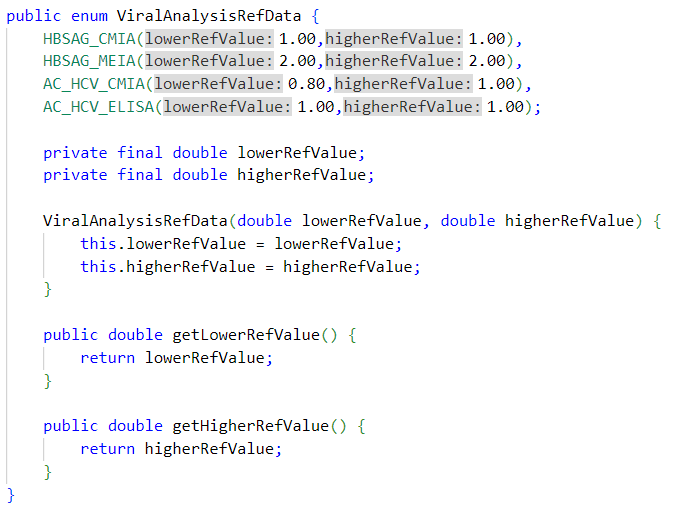 public enum ViralAnalysisRefData {
    HBSAG_CMIA(lowerRefValue: 1.00,higherRefValue: 1.00),
    HBSAG_MEIA(lowerRefValue: 2.00,higherRefValue: 2.00),
    AC_HCV_CMIA(lowerRefValue: 0.80,higherRefValue: 1.00),
    AC_HCV_ELISA(lowerRefValue: 1.00,higherRefValue: 1.00);

    private final double lowerRefValue;
    private final double higherRefValue;

    ViralAnalysisRefData(double lowerRefValue, double higherRefValue) {
        this.lowerRefValue = lowerRefValue;
        this.higherRefValue = higherRefValue;
    }

    public double getLowerRefValue() {
        return lowerRefValue;
    }

    public double getHigherRefValue() {
        return higherRefValue;
    }
}